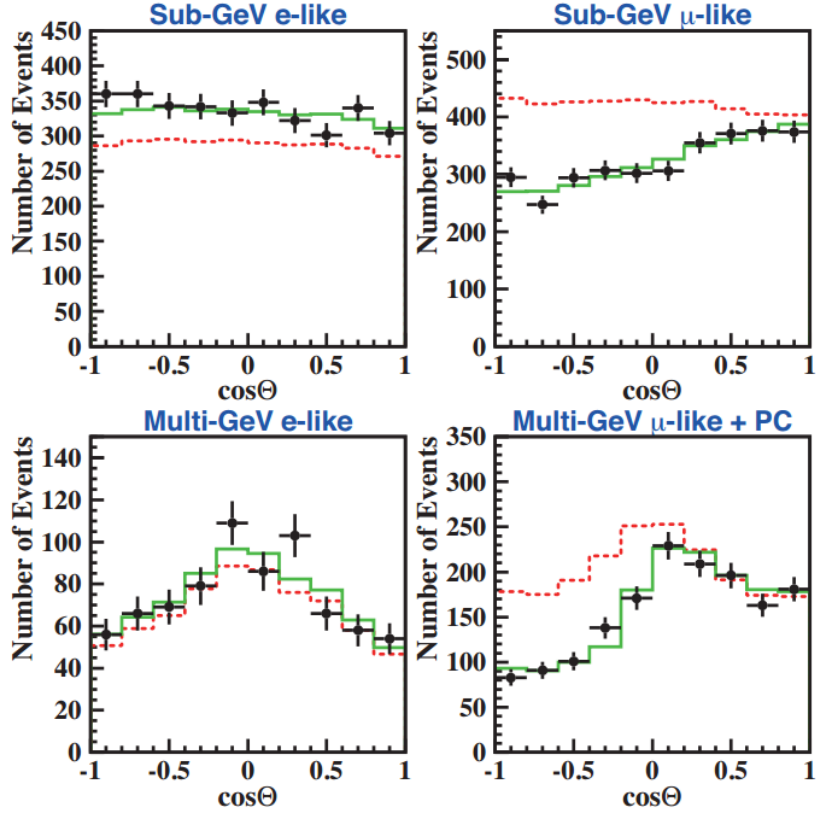 Sub-GeV e-like
Number of Events
450
400
350
300
250
200
150
100
50
0
-1 -0.5 0 0.5 1
cosΘ
Sub-GeV μ-like
Number of Events
500
400
300
200
100
0
-1 -0.5 0 0.5 1
cosΘ
Multi-GeV e-like
Number of Events
140
120
100
80
60
40
20
0
-1 -0.5 0 0.5 1
cosΘ
Multi-GeV μ-like + PC
Number of Events
350
300
250
200
150
100
50
0
-1 -0.5 0 0.5 1
cosΘ